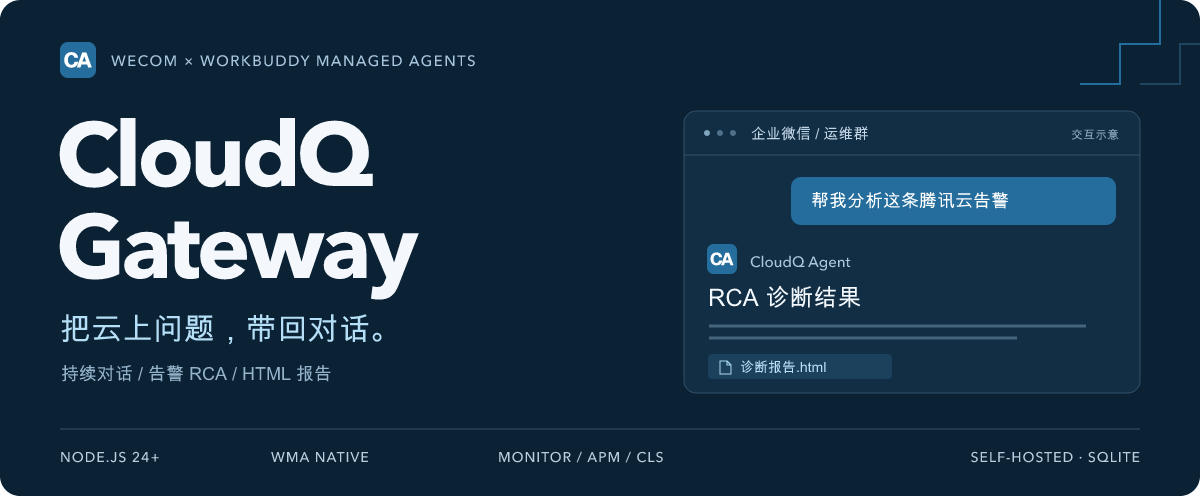 CA WECOM × WORKBUDDY MANAGED AGENTS
CloudQ
Gateway
把云上问题，带回对话。
持续对话 / 告警 RCA / HTML 报告
企业微信 / 运维群
交互示意
帮我分析这条腾讯云告警
CA CloudQ Agent
RCA 诊断结果
诊断报告.html
NODE.JS 24+
WMA NATIVE
MONITOR / APM / CLS
SELF-HOSTED · SQLITE